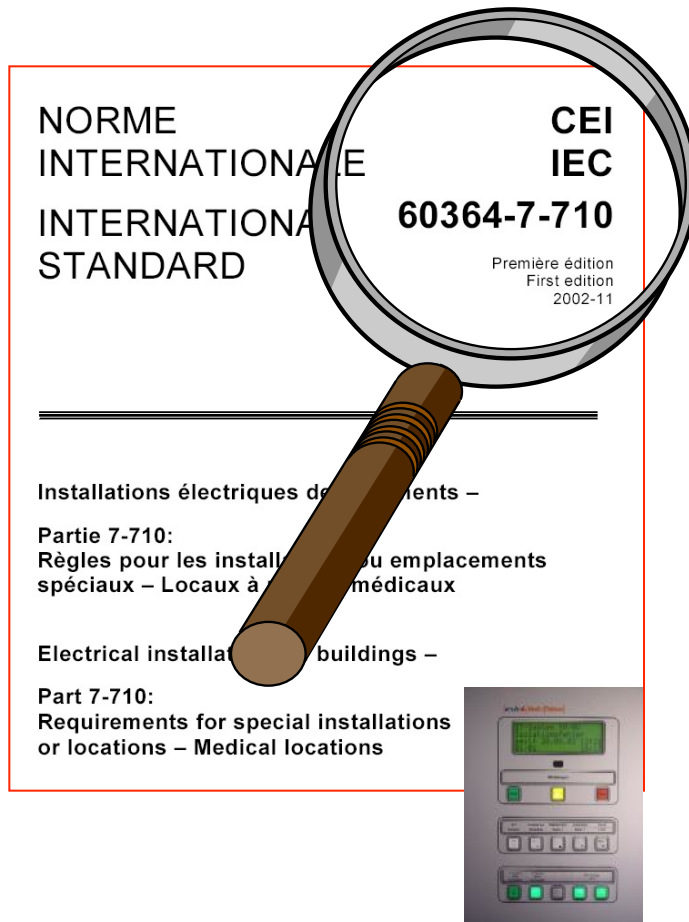 NORME
INTERNATIONALE
INTERNATIONA
STANDARD
CEI
IEC
60364-7-710
Première édition
First edition
2002-11
Installations électriques de ments –
Partie 7-710:
Règles pour les install ou emplacements
spéciaux – Locaux à médicaux
Electrical installat buildings –
Part 7-710:
Requirements for special installations
or locations – Medical locations